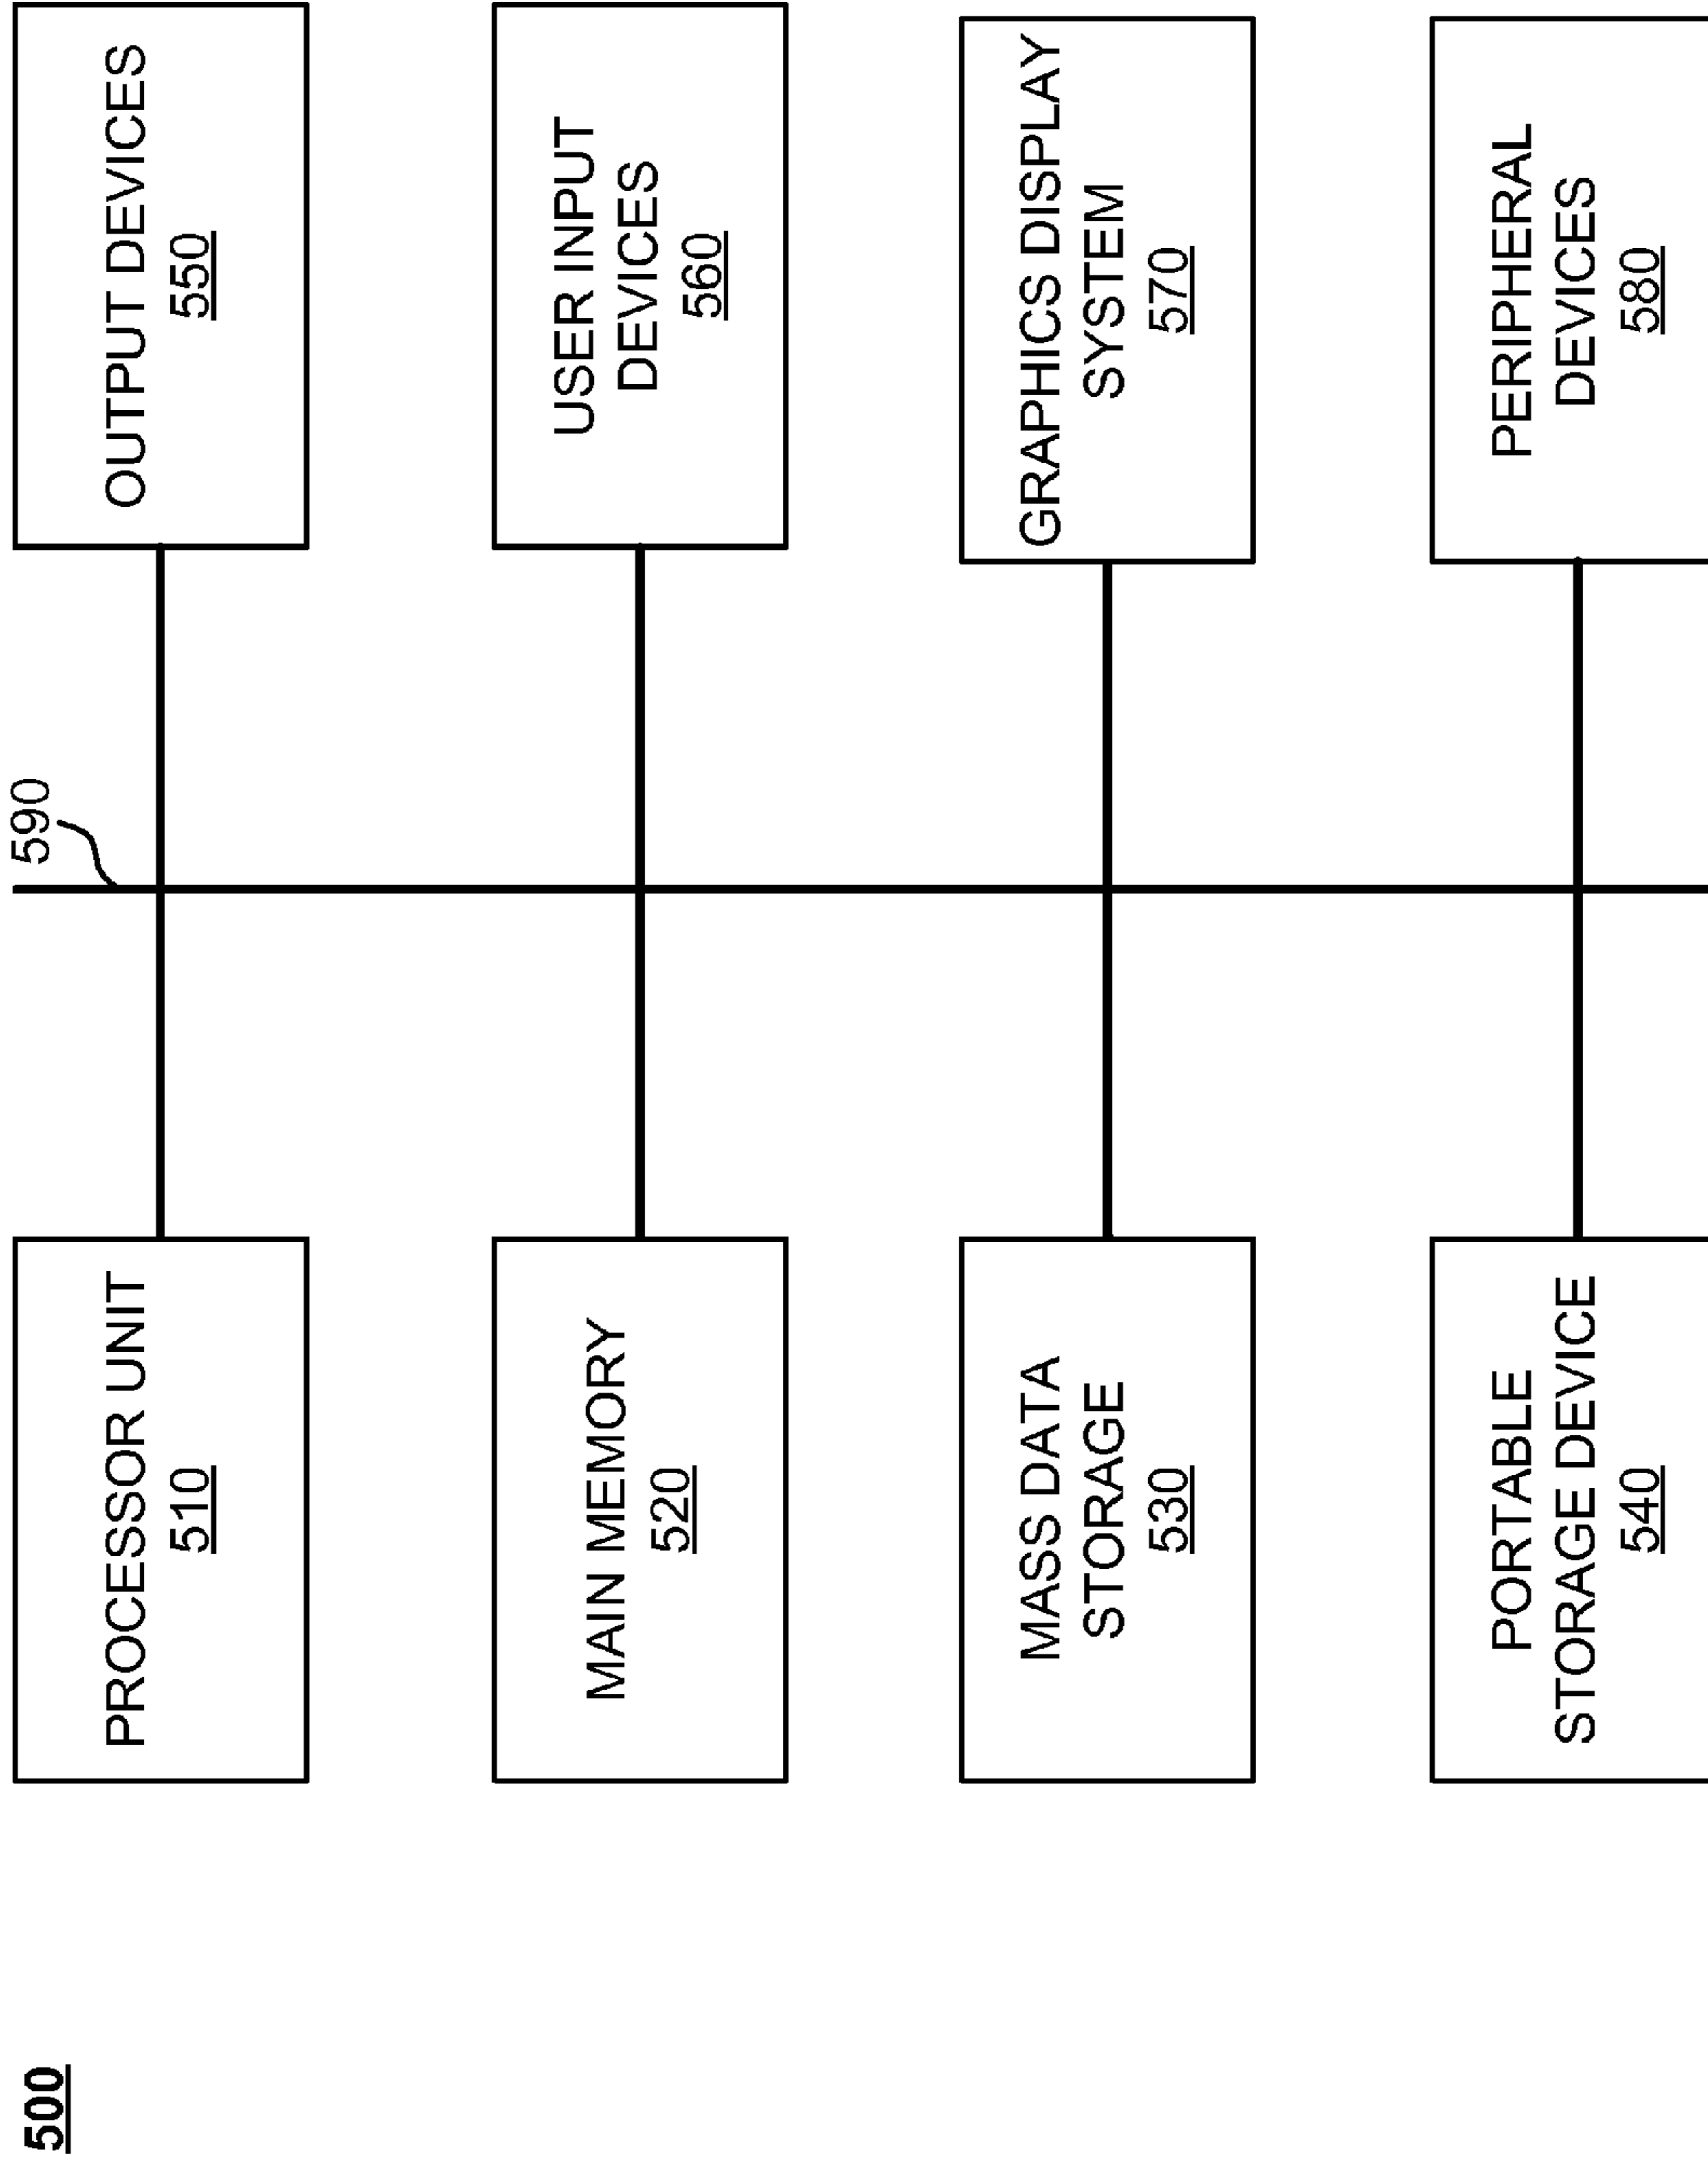 500
590
PROCESSOR UNIT
510
OUTPUT DEVICES
550
MAIN MEMORY
520
USER INPUT
DEVICES
560
MASS DATA
STORAGE
530
GRAPHICS DISPLAY
SYSTEM
570
PORTABLE
STORAGE DEVICE
540
PERIPHERAL
DEVICES
580